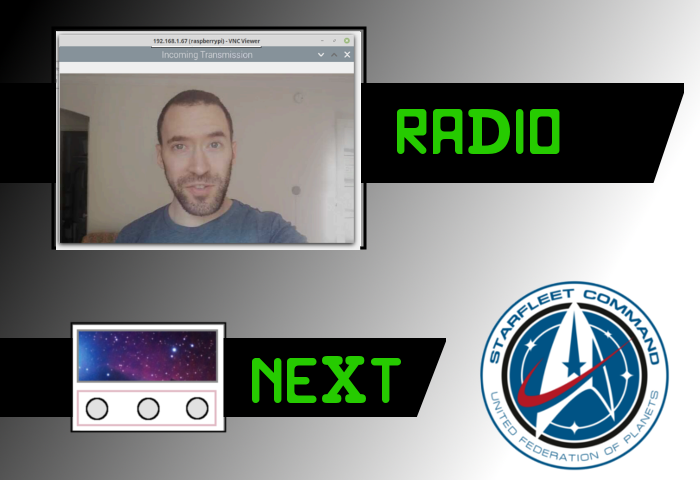 192.168.1.67 (raspberrypi) - VNC Viewer
Incoming Transmission
RADIO
NEXT
STARFLEET COMMAND
UNITED FEDERATION OF PLANETS